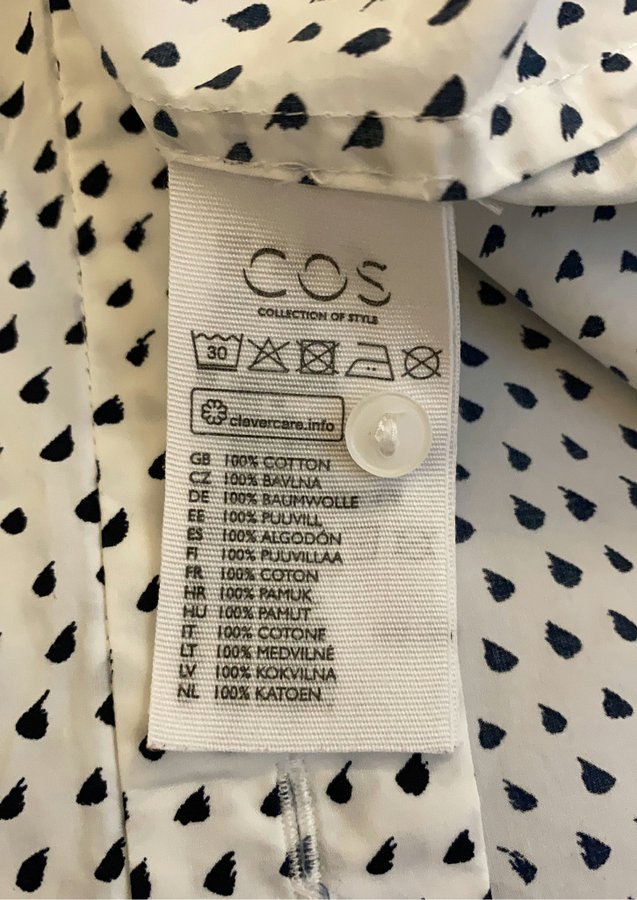 COS
COLLECTION OF STYLE
30
clevercare.info
GB 100% COTTON
CZ 100% BAVLNA
DE 100% BAUMWOLLE
EE 100% PUUVILL
ES 100% ALGODÓN
FI 100% PUUVILLAA
FR 100% COTON
HR 100% PAMUK
HU 100% PAMUT
IT 100% COTONE
LT 100% MEDVILNĖ
LV 100% KOKVILNA
NL 100% KATOEN